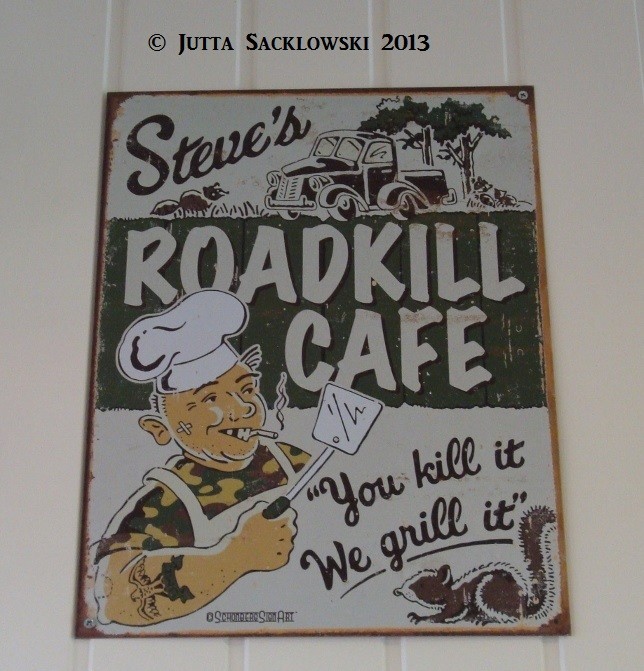 © Jutta Sacklowski 2013
Steve's
ROADKILL
CAFE
"You kill it
We grill it"
©SCHONBERGSIGNART